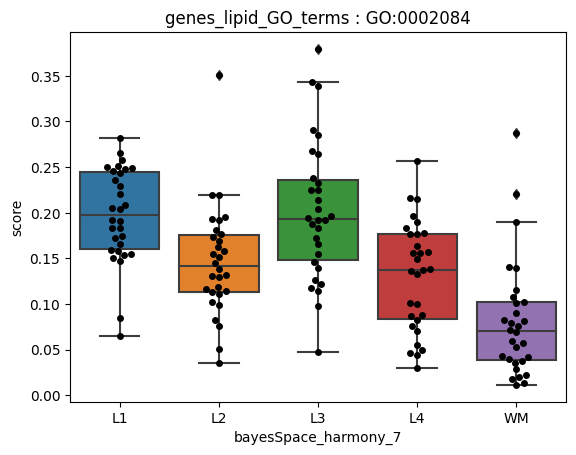 genes_lipid_GO_terms : GO:0002084
0.35
0.30
0.25
0.20
0.15
0.10
0.05
0.00
score
L1 L2 L3 L4 WM
bayesSpace_harmony_7